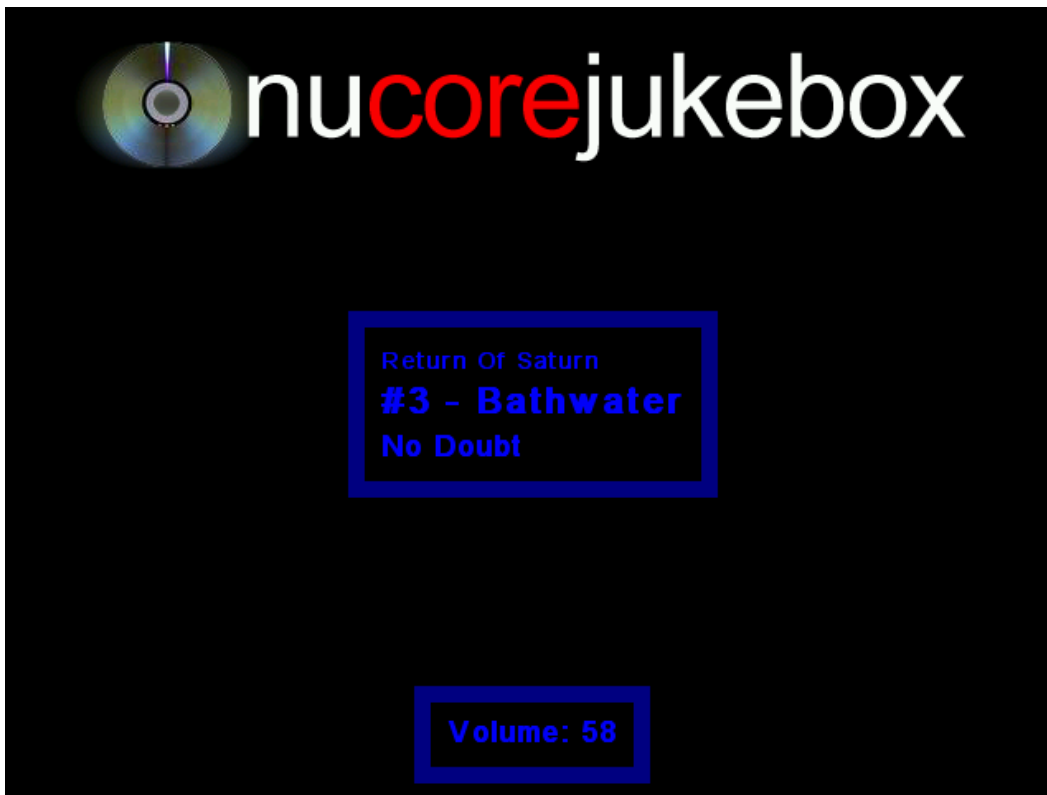 nucorejukebox
Return Of Saturn
#3 - Bathwater
No Doubt
Volume: 58